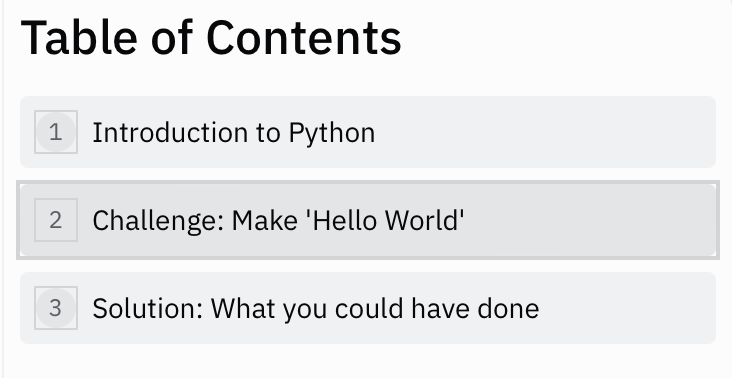 Table of Contents
1 Introduction to Python
2 Challenge: Make 'Hello World'
3 Solution: What you could have done